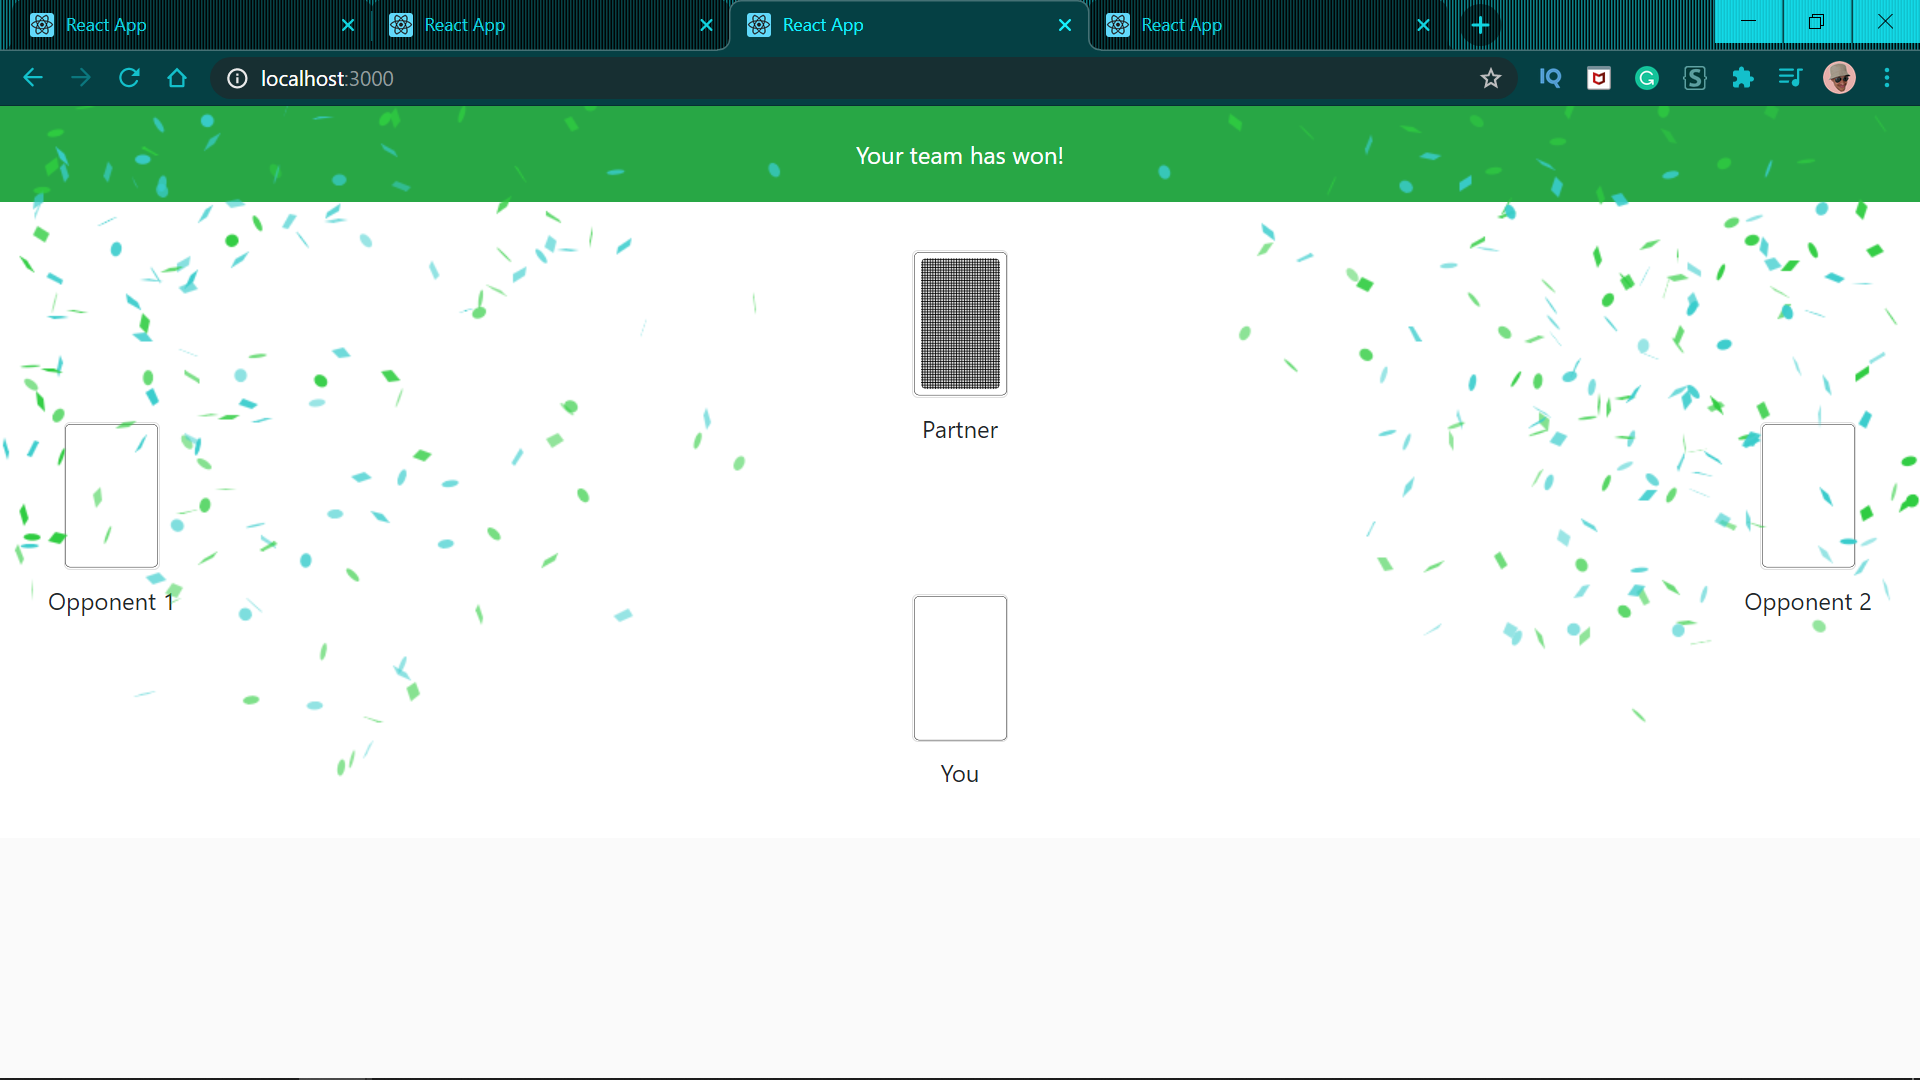 React App
React App
React App
React App
localhost:3000
IQ
Your team has won!
Partner
Opponent 1
Opponent 2
You